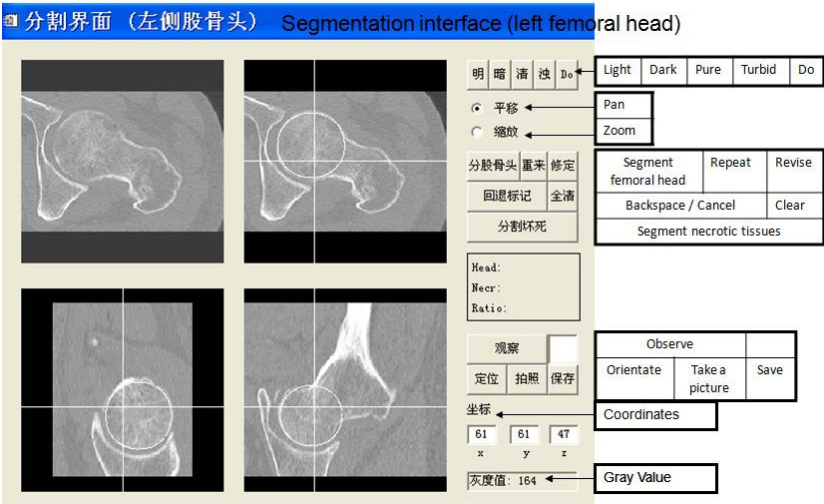 分割界面 (左侧股骨头) Segmentation interface (left femoral head)
明 暗 清 浊 Do Light Dark Pure Turbid Do
平移 Pan
缩放 Zoom
分股骨头 重来 修定 Segment femoral head Repeat Revise
回退标记 全清 Backspace / Cancel Clear
分割坏死 Segment necrotic tissues
Head:
Necr:
Ratio:
观察 Observe
定位 拍照 保存 Orientate Take a picture Save
坐标 Coordinates
61 61 47
x y z
灰度值: 164 Gray Value